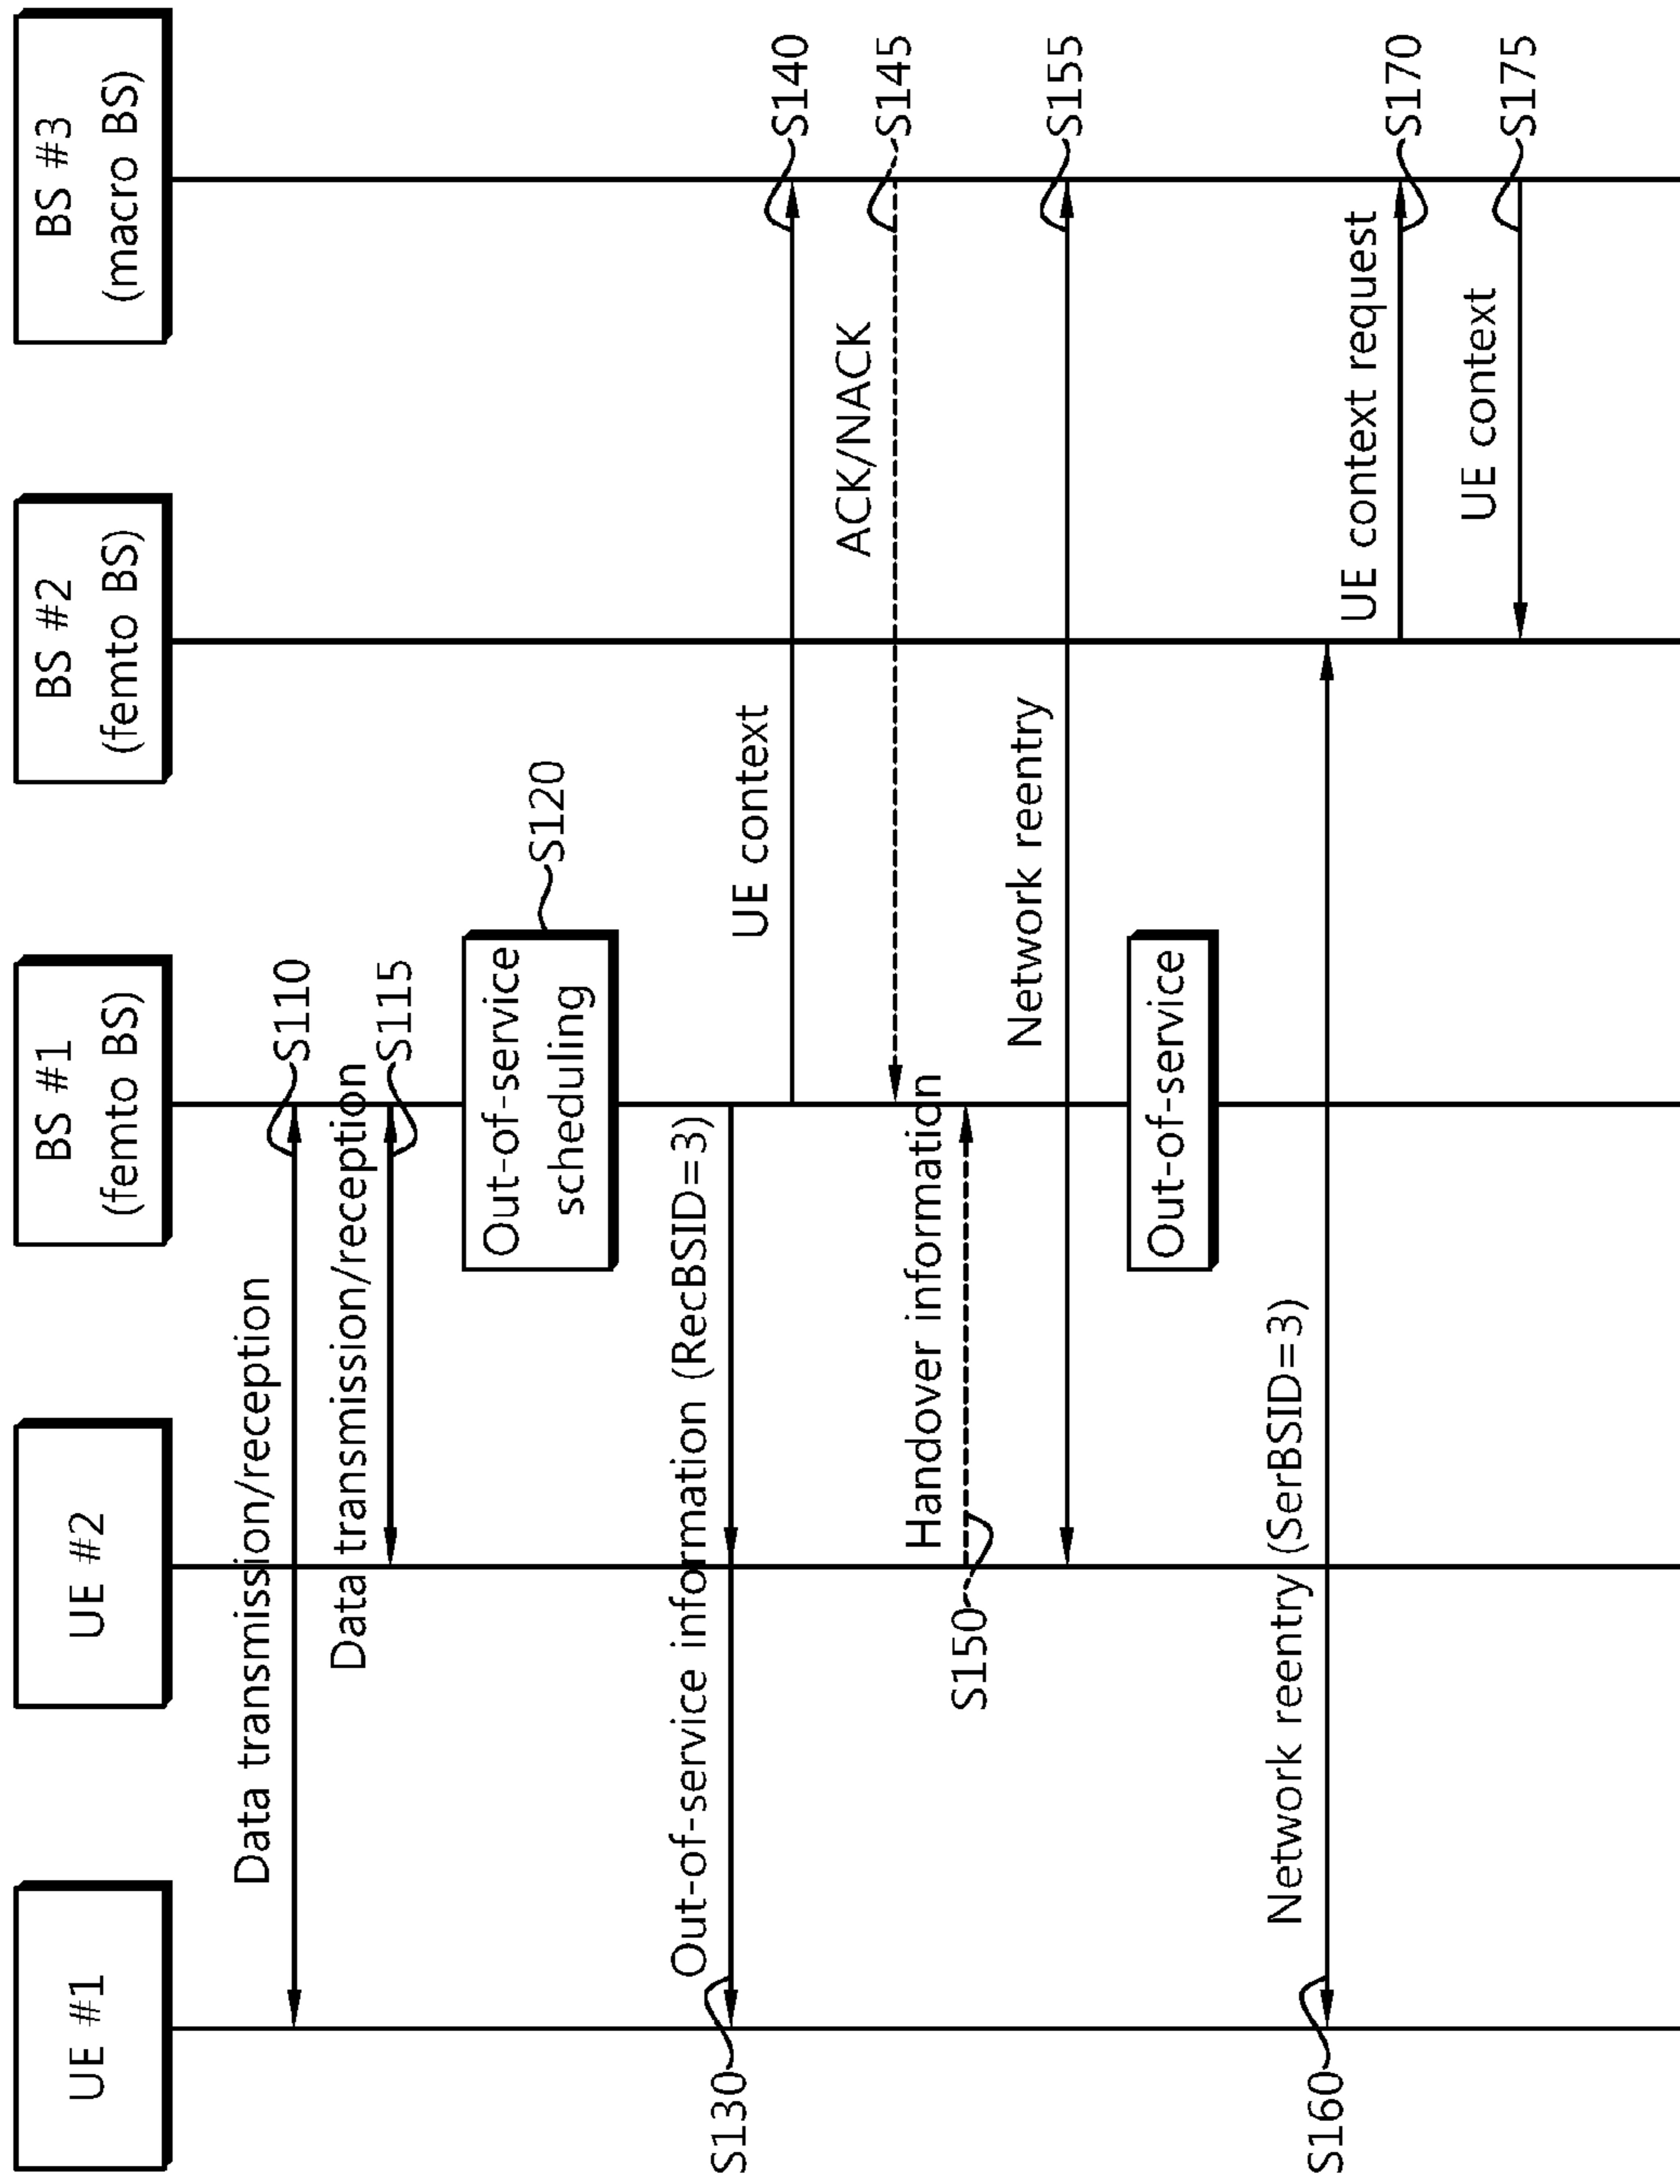 UE #1
UE #2
BS #1
(femto BS)
BS #2
(femto BS)
BS #3
(macro BS)
Data transmission/reception
S110
Data transmission/reception
S115
Out-of-service
scheduling
S120
Out-of-service information (RecBSID=3)
S130
UE context
S140
ACK/NACK
S145
Handover information
S150
Network reentry
S155
Out-of-service
Network reentry (SerBSID=3)
S160
UE context request
S170
UE context
S175